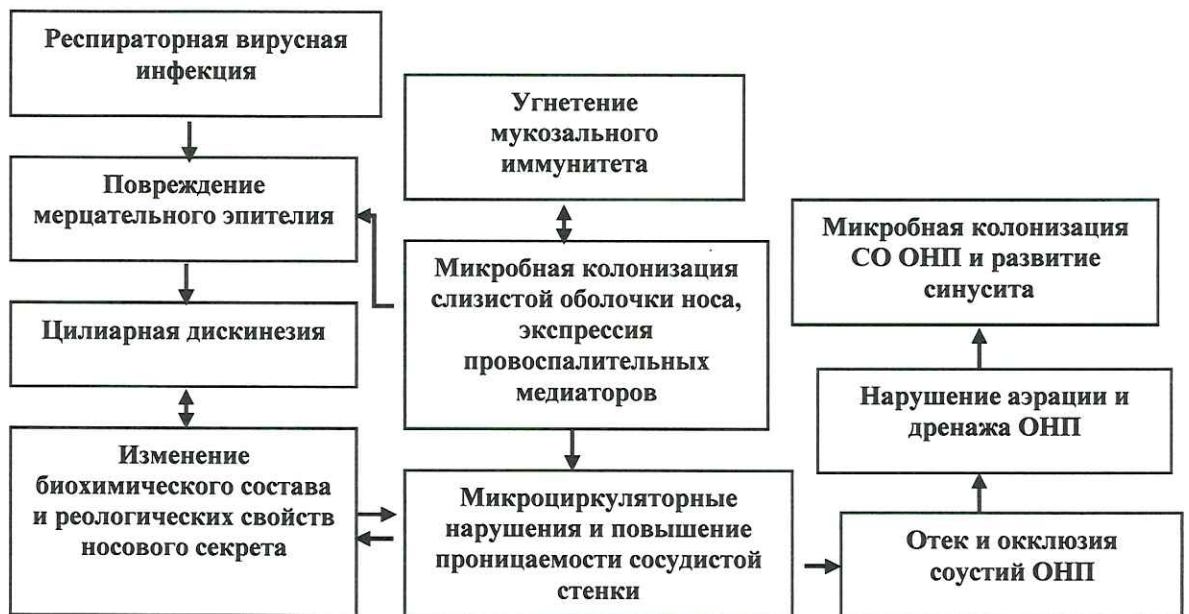 Респираторная вирусная
инфекция
Повреждение
мерцательного эпителия
Цилиарная дискинезия
Изменение
биохимического состава
и реологических свойств
носового секрета
Угнетение
мукозального
иммунитета
Микробная колонизация
слизистой оболочки носа,
экспрессия
провоспалительных
медиаторов
Микроциркуляторные
нарушения и повышение
проницаемости сосудистой
стенки
Микробная колонизация
СО ОНП и развитие
синусита
Нарушение аэрации и
дренажа ОНП
Отек и окклюзия
соустий ОНП